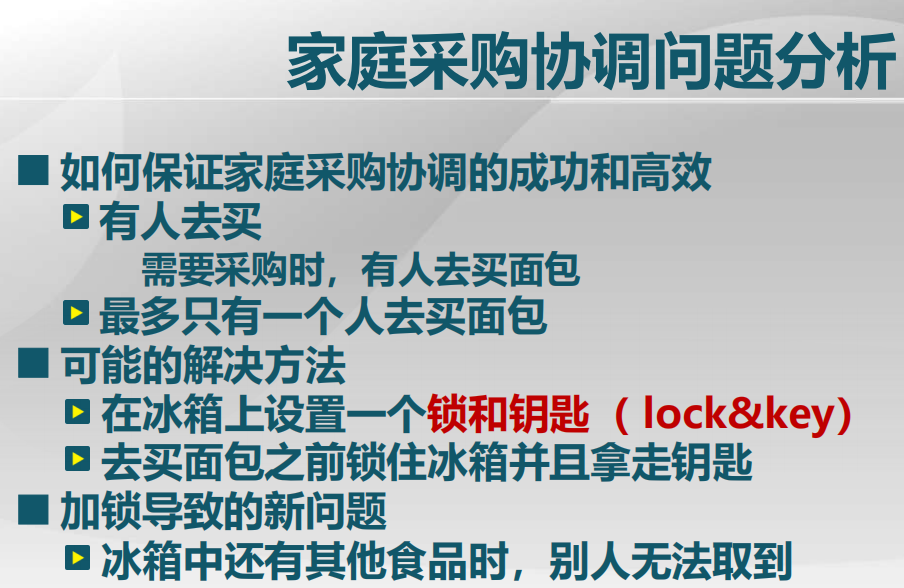 家庭采购协调问题分析
如何保证家庭采购协调的成功和高效
有人去买
需要采购时，有人去买面包
最多只有一个人去买面包
可能的解决方法
在冰箱上设置一个锁和钥匙（ lock&key）
去买面包之前锁住冰箱并且拿走钥匙
加锁导致的新问题
冰箱中还有其他食品时，别人无法取到